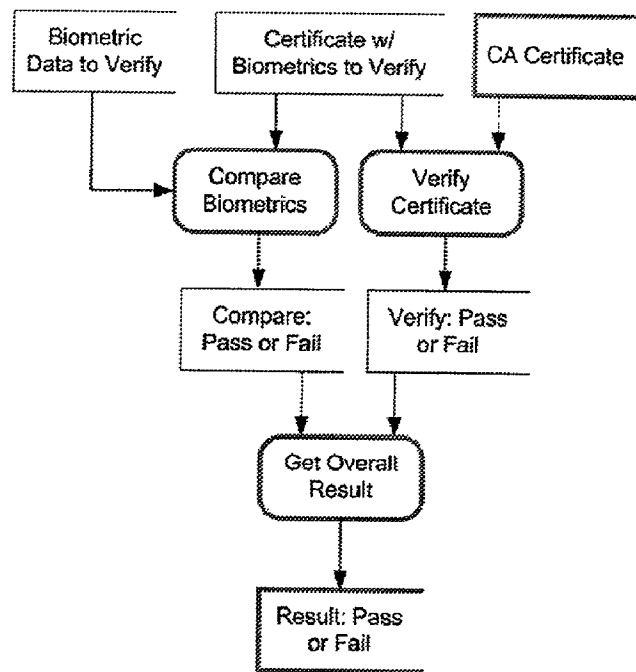 Biometric
Data to Verify
Certificate w/
Biometrics to Verify
CA Certificate
Compare
Biometrics
Verify
Certificate
Compare:
Pass or Fail
Verify: Pass
or Fail
Get Overall
Result
Result: Pass
or Fail